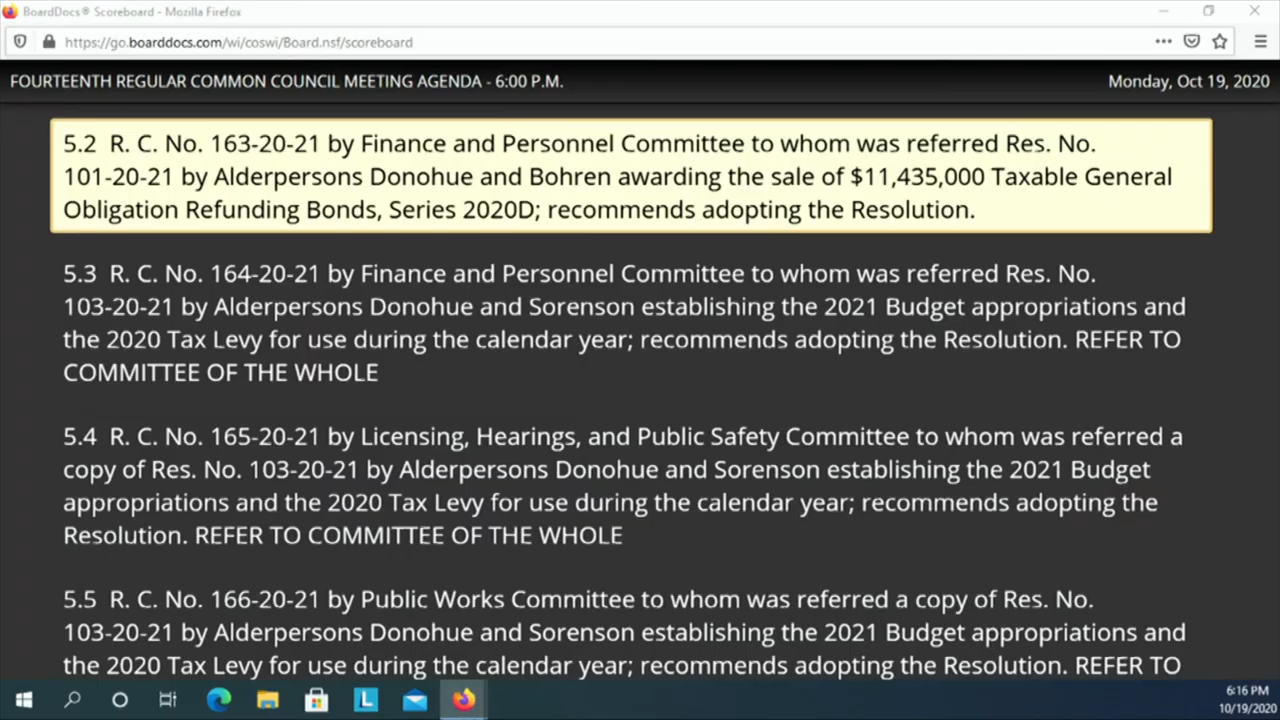 BoardDocs® Scoreboard - Mozilla Firefox
https://go.boarddocs.com/wi/coswi/Board.nsf/scoreboard
FOURTEENTH REGULAR COMMON COUNCIL MEETING AGENDA - 6:00 P.M.
Monday, Oct 19, 2020
5.2 R. C. No. 163-20-21 by Finance and Personnel Committee to whom was referred Res. No.
101-20-21 by Alderpersons Donohue and Bohren awarding the sale of $11,435,000 Taxable General
Obligation Refunding Bonds, Series 2020D; recommends adopting the Resolution.
5.3 R. C. No. 164-20-21 by Finance and Personnel Committee to whom was referred Res. No.
103-20-21 by Alderpersons Donohue and Sorenson establishing the 2021 Budget appropriations and
the 2020 Tax Levy for use during the calendar year; recommends adopting the Resolution. REFER TO
COMMITTEE OF THE WHOLE
5.4 R. C. No. 165-20-21 by Licensing, Hearings, and Public Safety Committee to whom was referred a
copy of Res. No. 103-20-21 by Alderpersons Donohue and Sorenson establishing the 2021 Budget
appropriations and the 2020 Tax Levy for use during the calendar year; recommends adopting the
Resolution. REFER TO COMMITTEE OF THE WHOLE
5.5 R. C. No. 166-20-21 by Public Works Committee to whom was referred a copy of Res. No.
103-20-21 by Alderpersons Donohue and Sorenson establishing the 2021 Budget appropriations and
the 2020 Tax Levy for use during the calendar year; recommends adopting the Resolution. REFER TO
L
6:16 PM
10/19/2020